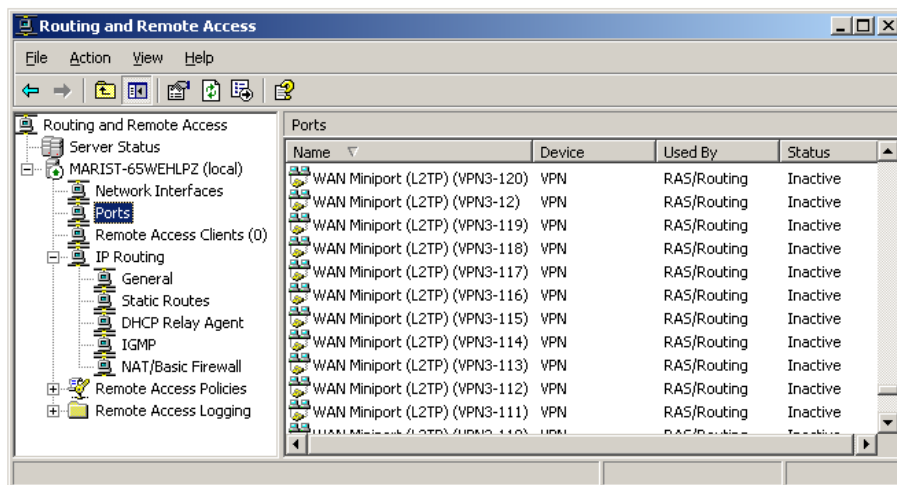 Routing and Remote Access
File Action View Help
Routing and Remote Access
Server Status
MARIST-65WEHLPZ (local)
Network Interfaces
Ports
Remote Access Clients (0)
IP Routing
General
Static Routes
DHCP Relay Agent
IGMP
NAT/Basic Firewall
Remote Access Policies
Remote Access Logging
Ports
Name Device Used By Status
WAN Miniport (L2TP) (VPN3-120) VPN RAS/Routing Inactive
WAN Miniport (L2TP) (VPN3-12) VPN RAS/Routing Inactive
WAN Miniport (L2TP) (VPN3-119) VPN RAS/Routing Inactive
WAN Miniport (L2TP) (VPN3-118) VPN RAS/Routing Inactive
WAN Miniport (L2TP) (VPN3-117) VPN RAS/Routing Inactive
WAN Miniport (L2TP) (VPN3-116) VPN RAS/Routing Inactive
WAN Miniport (L2TP) (VPN3-115) VPN RAS/Routing Inactive
WAN Miniport (L2TP) (VPN3-114) VPN RAS/Routing Inactive
WAN Miniport (L2TP) (VPN3-113) VPN RAS/Routing Inactive
WAN Miniport (L2TP) (VPN3-112) VPN RAS/Routing Inactive
WAN Miniport (L2TP) (VPN3-111) VPN RAS/Routing Inactive